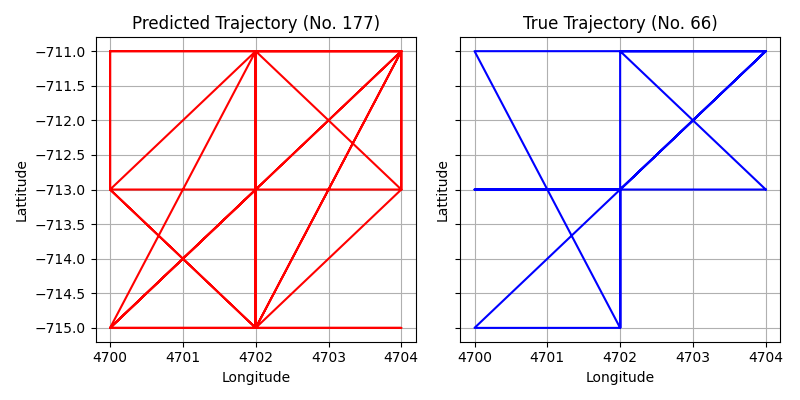 Predicted Trajectory (No. 177)
True Trajectory (No. 66)
−711.0
−711.5
−712.0
−712.5
−713.0
−713.5
−714.0
−714.5
−715.0
Lattitude
Lattitude
4700 4701 4702 4703 4704
4700 4701 4702 4703 4704
Longitude
Longitude